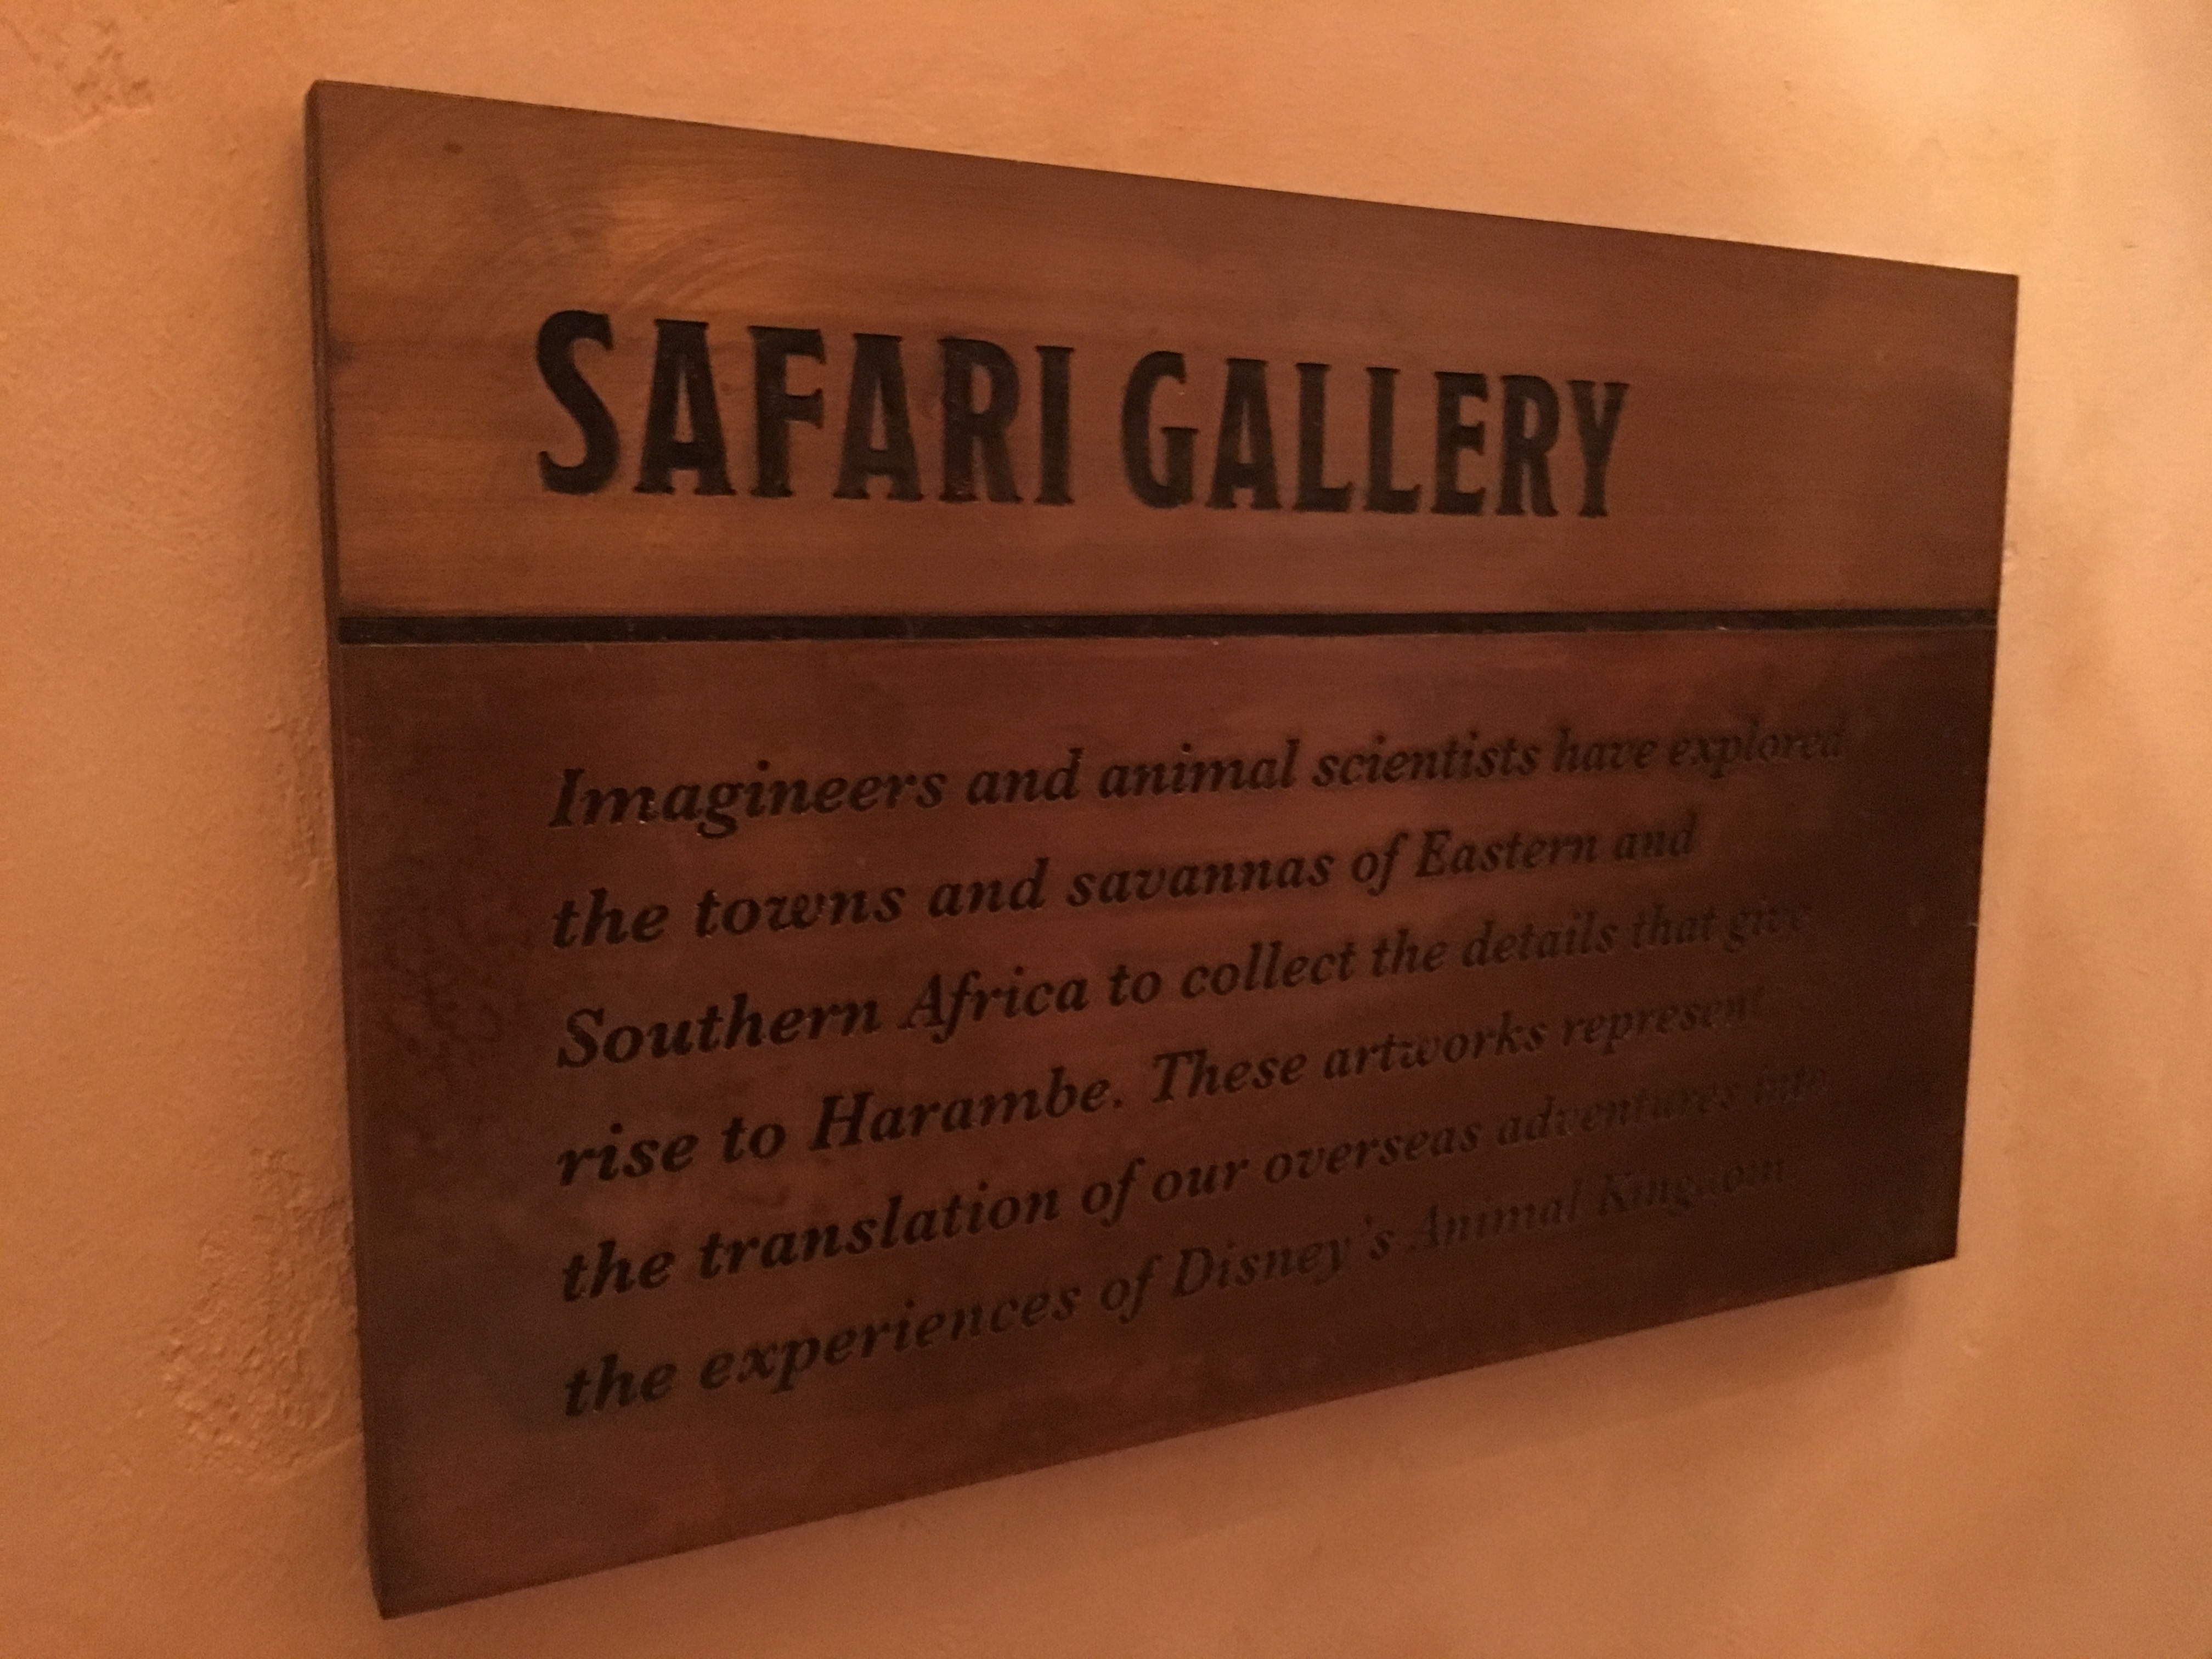 SAFARI GALLERY
Imagineers and animal scientists have explored
the towns and savannas of Eastern and
Southern Africa to collect the details that give
rise to Harambe. These artworks represent
the translation of our overseas adventures into
the experiences of Disney's Animal Kingdom.